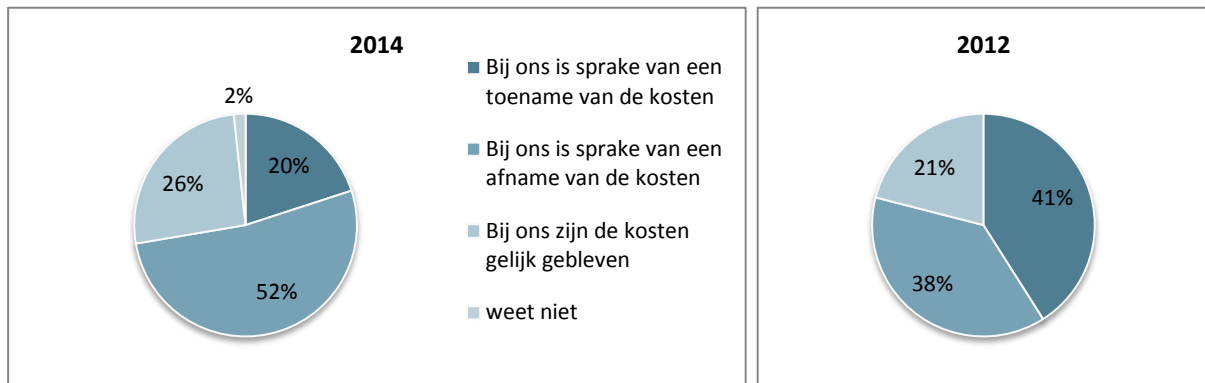 2014
Bij ons is sprake van een
toename van de kosten
Bij ons is sprake van een
afname van de kosten
Bij ons zijn de kosten
gelijk gebleven
weet niet
2%
20%
26%
52%
2012
21%
41%
38%